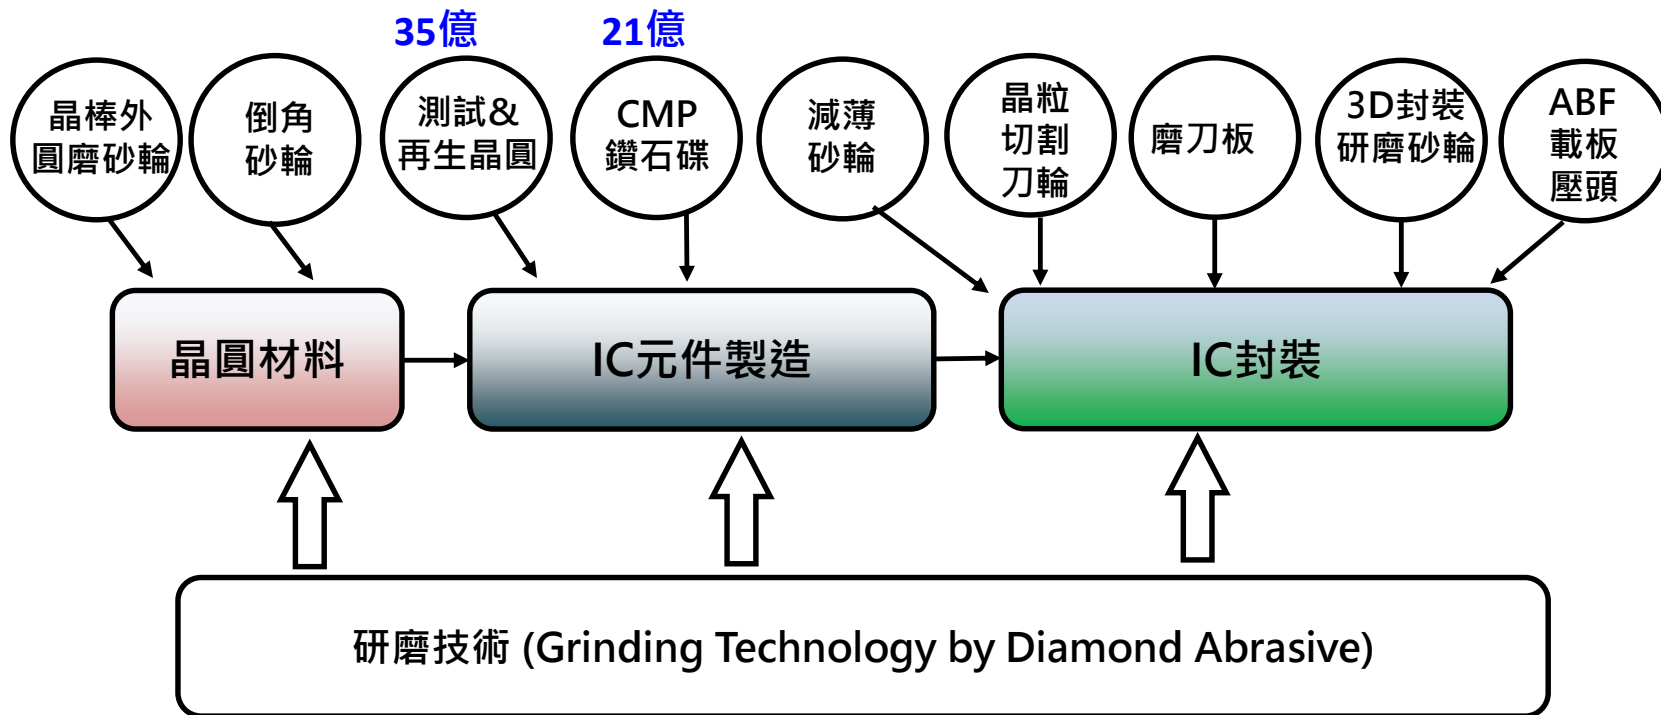 35億
21億
晶棒外
圓磨砂輪
倒角
砂輪
測試&
再生晶圓
CMP
鑽石碟
減薄
砂輪
晶粒
切割
刀輪
磨刀板
3D封裝
研磨砂輪
ABF
載板
壓頭
晶圓材料
IC元件製造
IC封裝
研磨技術 (Grinding Technology by Diamond Abrasive)